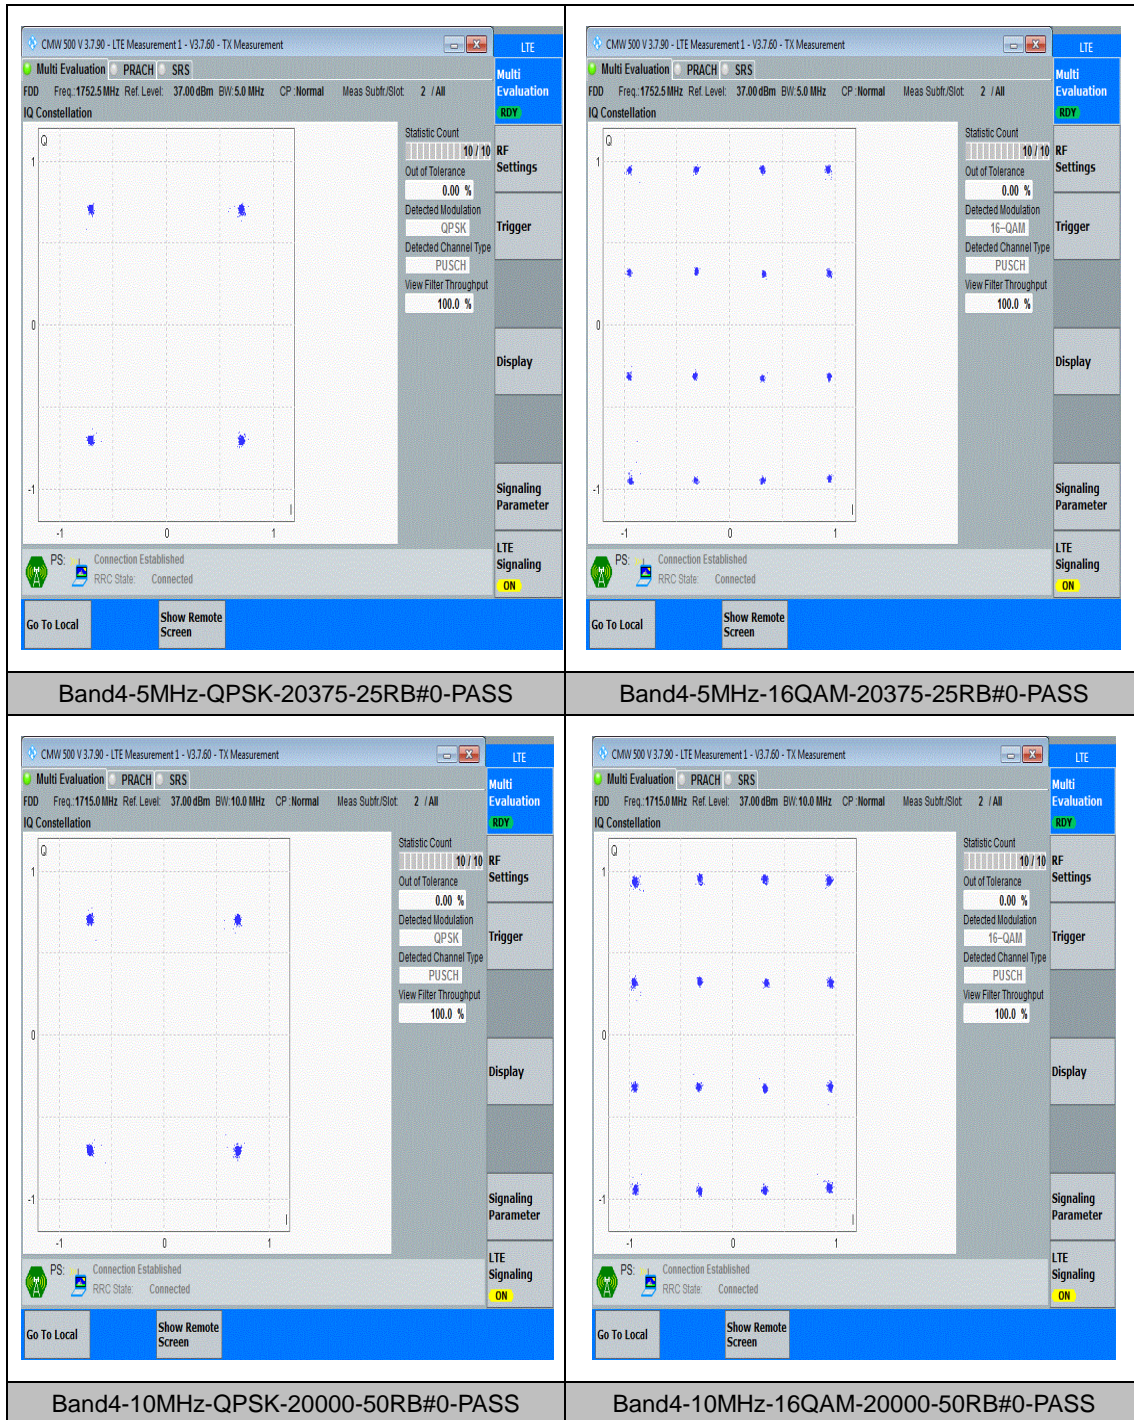 CMW 500 V 3.7.90 - LTE Measurement 1 - V3.7.60 - TX Measurement
LTE
Multi Evaluation PRACH SRS
Multi Evaluation
RDY
FDD Freq.:1752.5 MHz Ref. Level: 37.00 dBm BW:5.0 MHz CP :Normal Meas Subfr./Slot: 2 / All
IQ Constellation
Q
1
0
-1
-1 0 1
I
Statistic Count
10 / 10
Out of Tolerance
0.00 %
Detected Modulation
QPSK
Detected Channel Type
PUSCH
View Filter Throughput
100.0 %
RF Settings
Trigger
Display
Signaling Parameter
LTE Signaling
ON
PS: Connection Established
RRC State: Connected
Go To Local
Show Remote Screen
CMW 500 V 3.7.90 - LTE Measurement 1 - V3.7.60 - TX Measurement
LTE
Multi Evaluation PRACH SRS
Multi Evaluation
RDY
FDD Freq.:1752.5 MHz Ref. Level: 37.00 dBm BW:5.0 MHz CP :Normal Meas Subfr./Slot: 2 / All
IQ Constellation
Q
1
0
-1
-1 0 1
I
Statistic Count
10 / 10
Out of Tolerance
0.00 %
Detected Modulation
16-QAM
Detected Channel Type
PUSCH
View Filter Throughput
100.0 %
RF Settings
Trigger
Display
Signaling Parameter
LTE Signaling
ON
PS: Connection Established
RRC State: Connected
Go To Local
Show Remote Screen
Band4-5MHz-QPSK-20375-25RB#0-PASS
Band4-5MHz-16QAM-20375-25RB#0-PASS
CMW 500 V 3.7.90 - LTE Measurement 1 - V3.7.60 - TX Measurement
LTE
Multi Evaluation PRACH SRS
Multi Evaluation
RDY
FDD Freq.:1715.0 MHz Ref. Level: 37.00 dBm BW:10.0 MHz CP :Normal Meas Subfr./Slot: 2 / All
IQ Constellation
Q
1
0
-1
-1 0 1
I
Statistic Count
10 / 10
Out of Tolerance
0.00 %
Detected Modulation
QPSK
Detected Channel Type
PUSCH
View Filter Throughput
100.0 %
RF Settings
Trigger
Display
Signaling Parameter
LTE Signaling
ON
PS: Connection Established
RRC State: Connected
Go To Local
Show Remote Screen
CMW 500 V 3.7.90 - LTE Measurement 1 - V3.7.60 - TX Measurement
LTE
Multi Evaluation PRACH SRS
Multi Evaluation
RDY
FDD Freq.:1715.0 MHz Ref. Level: 37.00 dBm BW:10.0 MHz CP :Normal Meas Subfr./Slot: 2 / All
IQ Constellation
Q
1
0
-1
-1 0 1
I
Statistic Count
10 / 10
Out of Tolerance
0.00 %
Detected Modulation
16-QAM
Detected Channel Type
PUSCH
View Filter Throughput
100.0 %
RF Settings
Trigger
Display
Signaling Parameter
LTE Signaling
ON
PS: Connection Established
RRC State: Connected
Go To Local
Show Remote Screen
Band4-10MHz-QPSK-20000-50RB#0-PASS
Band4-10MHz-16QAM-20000-50RB#0-PASS